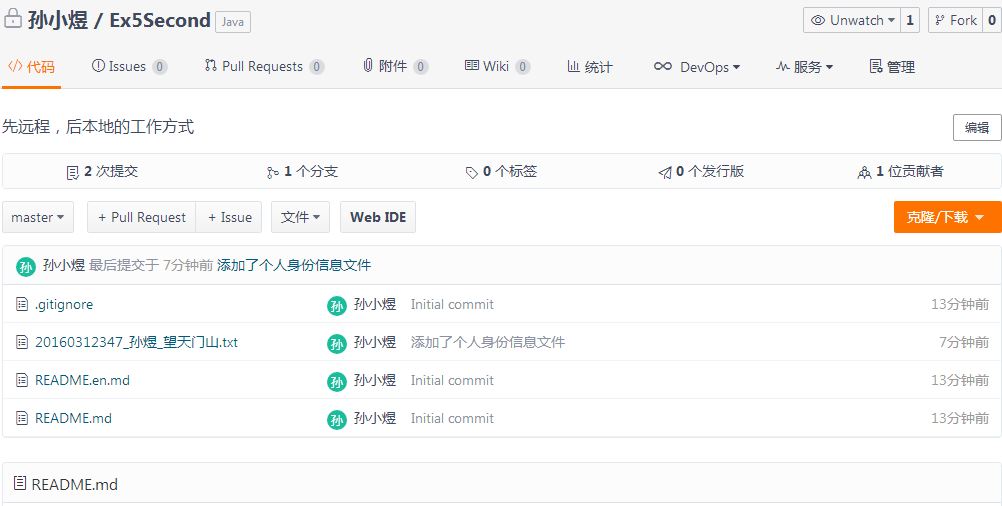 孙小煜 / Ex5Second Java Unwatch 1 Fork 0
代码 Issues 0 Pull Requests 0 附件 0 Wiki 0 统计 DevOps 服务 管理
先远程，后本地的工作方式 编辑
2 次提交 1 个分支 0 个标签 0 个发行版 1 位贡献者
master + Pull Request + Issue 文件 Web IDE 克隆/下载
孙 孙小煜 最后提交于 7分钟前 添加了个人身份信息文件
.gitignore 孙 孙小煜 Initial commit 13分钟前
20160312347_孙煜_望天门山.txt 孙 孙小煜 添加了个人身份信息文件 7分钟前
README.en.md 孙 孙小煜 Initial commit 13分钟前
README.md 孙 孙小煜 Initial commit 13分钟前
README.md